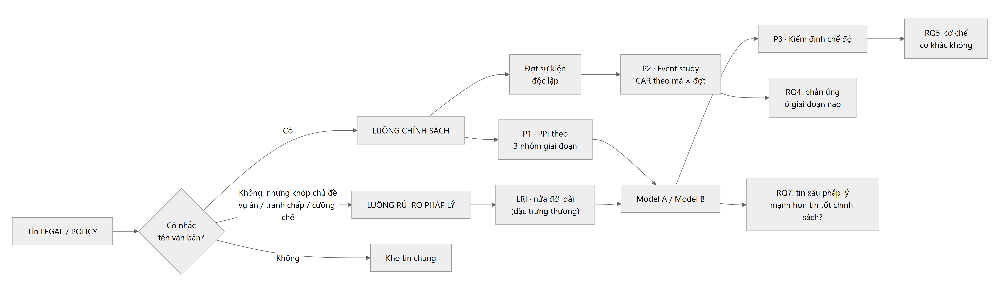 Tin LEGAL / POLICY
Có nhắc
tên văn bản?
Có
Không, nhưng khớp chủ đề
vụ án / tranh chấp / cưỡng
chế
Không
LUỒNG CHÍNH SÁCH
LUỒNG RỦI RO PHÁP LÝ
Kho tin chung
Đợt sự kiện
độc lập
P1 · PPI theo
3 nhóm giai đoạn
LRI · nửa đời dài
(đặc trưng thường)
P2 · Event study
CAR theo mã × đợt
Model A / Model B
P3 · Kiểm định chế độ
RQ4: phản ứng
ở giai đoạn nào
RQ7: tin xấu pháp lý
mạnh hơn tin tốt chính
sách?
RQ5: cơ chế
có khác không